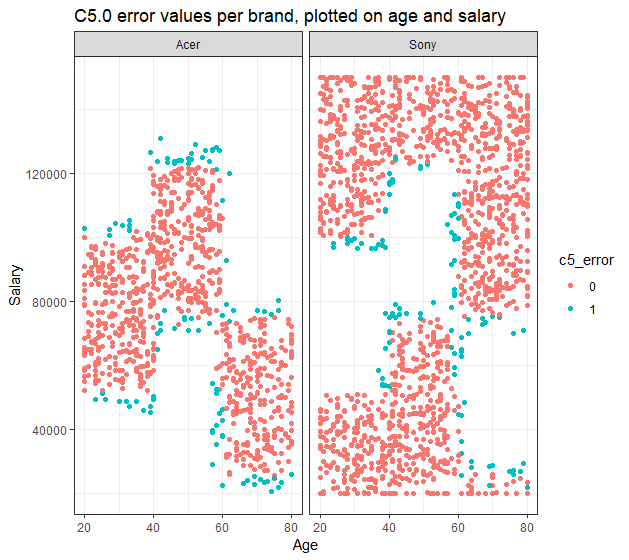 C5.0 error values per brand, plotted on age and salary
Acer
Sony
120000
80000
40000
Salary
20
40
60
80
20
40
60
80
Age
c5_error
0
1